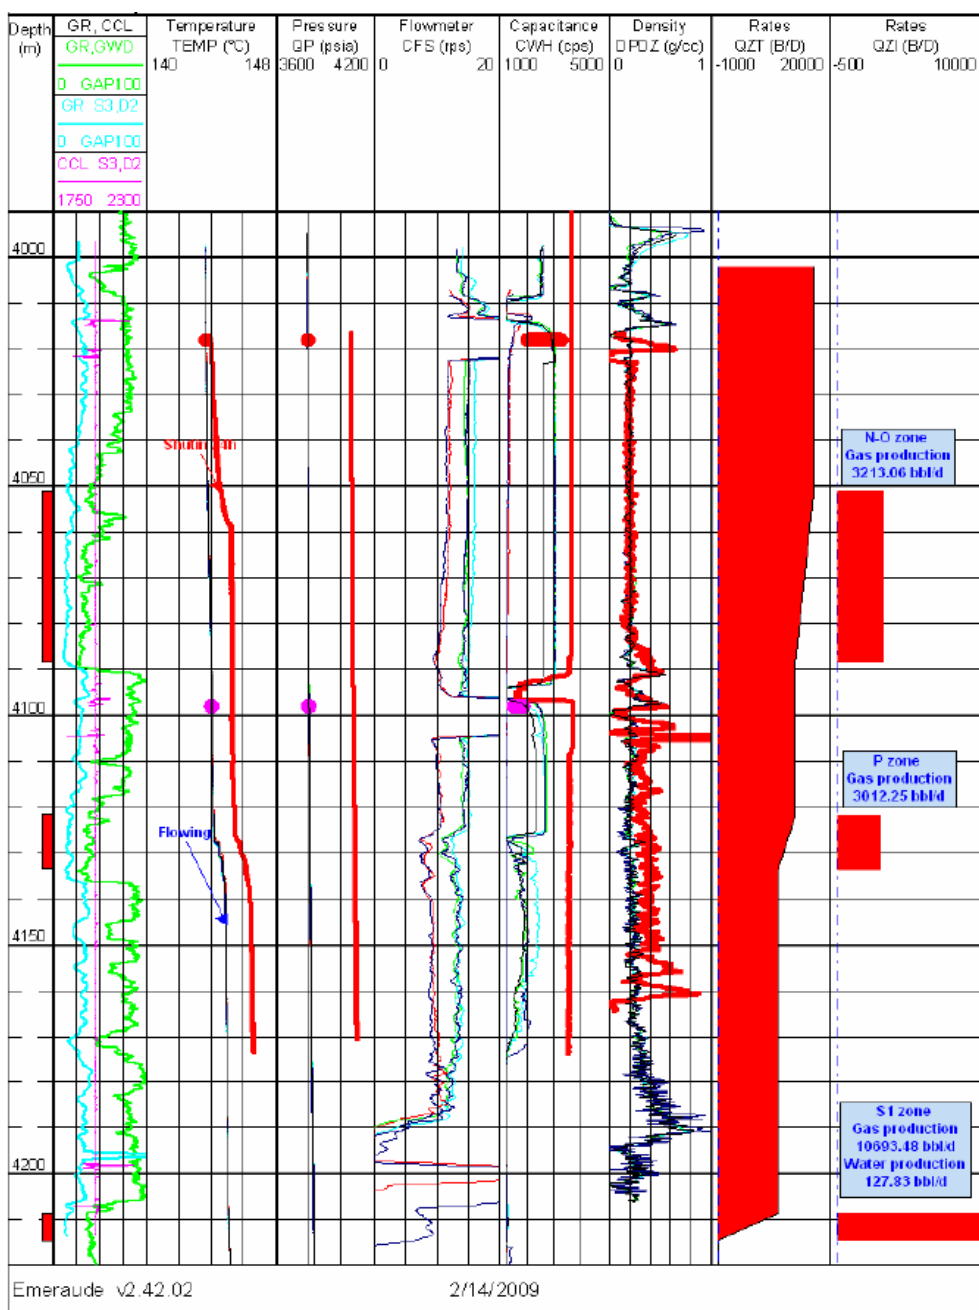 Depth
(m)
GR, CCL
GR,GWD
0 GAP100
GR S3,D2
0 GAP100
CCL S3,D2
1750 2300
Temperature
TEMP (°C)
140 148
Pressure
QP (psia)
3600 4200
Flowmeter
CFS (rps)
0 20
Capacitance
CWH (cps)
1000 5000
Density
DPDZ (g/cc)
0 1
Rates
QZT (B/D)
-1000 20000
Rates
QZI (B/D)
-500 10000
4000
4050
4100
4150
4200
Flowing
N-O zone
Gas production
3213.06 bbl/d
P zone
Gas production
3012.25 bbl/d
S1 zone
Gas production
10693.48 bbl/d
Water production
127.83 bbl/d
Emeraude v2.42.02
2/14/2009